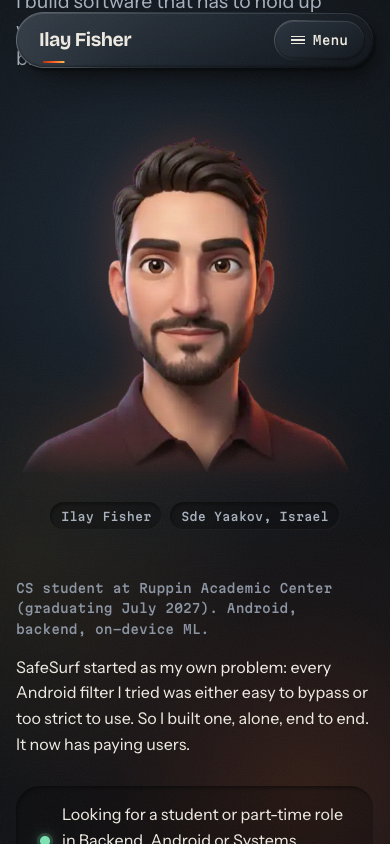 I build software that has to hold up
Ilay Fisher
Menu
Ilay Fisher
Sde Yaakov, Israel
CS student at Ruppin Academic Center
(graduating July 2027). Android,
backend, on-device ML.
SafeSurf started as my own problem: every
Android filter I tried was either easy to bypass or
too strict to use. So I built one, alone, end to end.
It now has paying users.
Looking for a student or part-time role
in Backend, Android or Systems